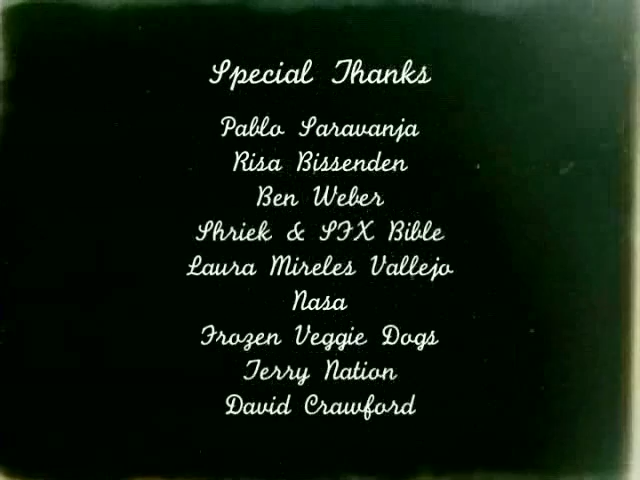 Special Thanks
Pablo Saravanja
Risa Bissenden
Ben Weber
Shriek & SFX Bible
Laura Mireles Vallejo
Nasa
Frozen Veggie Dogs
Terry Nation
David Crawford